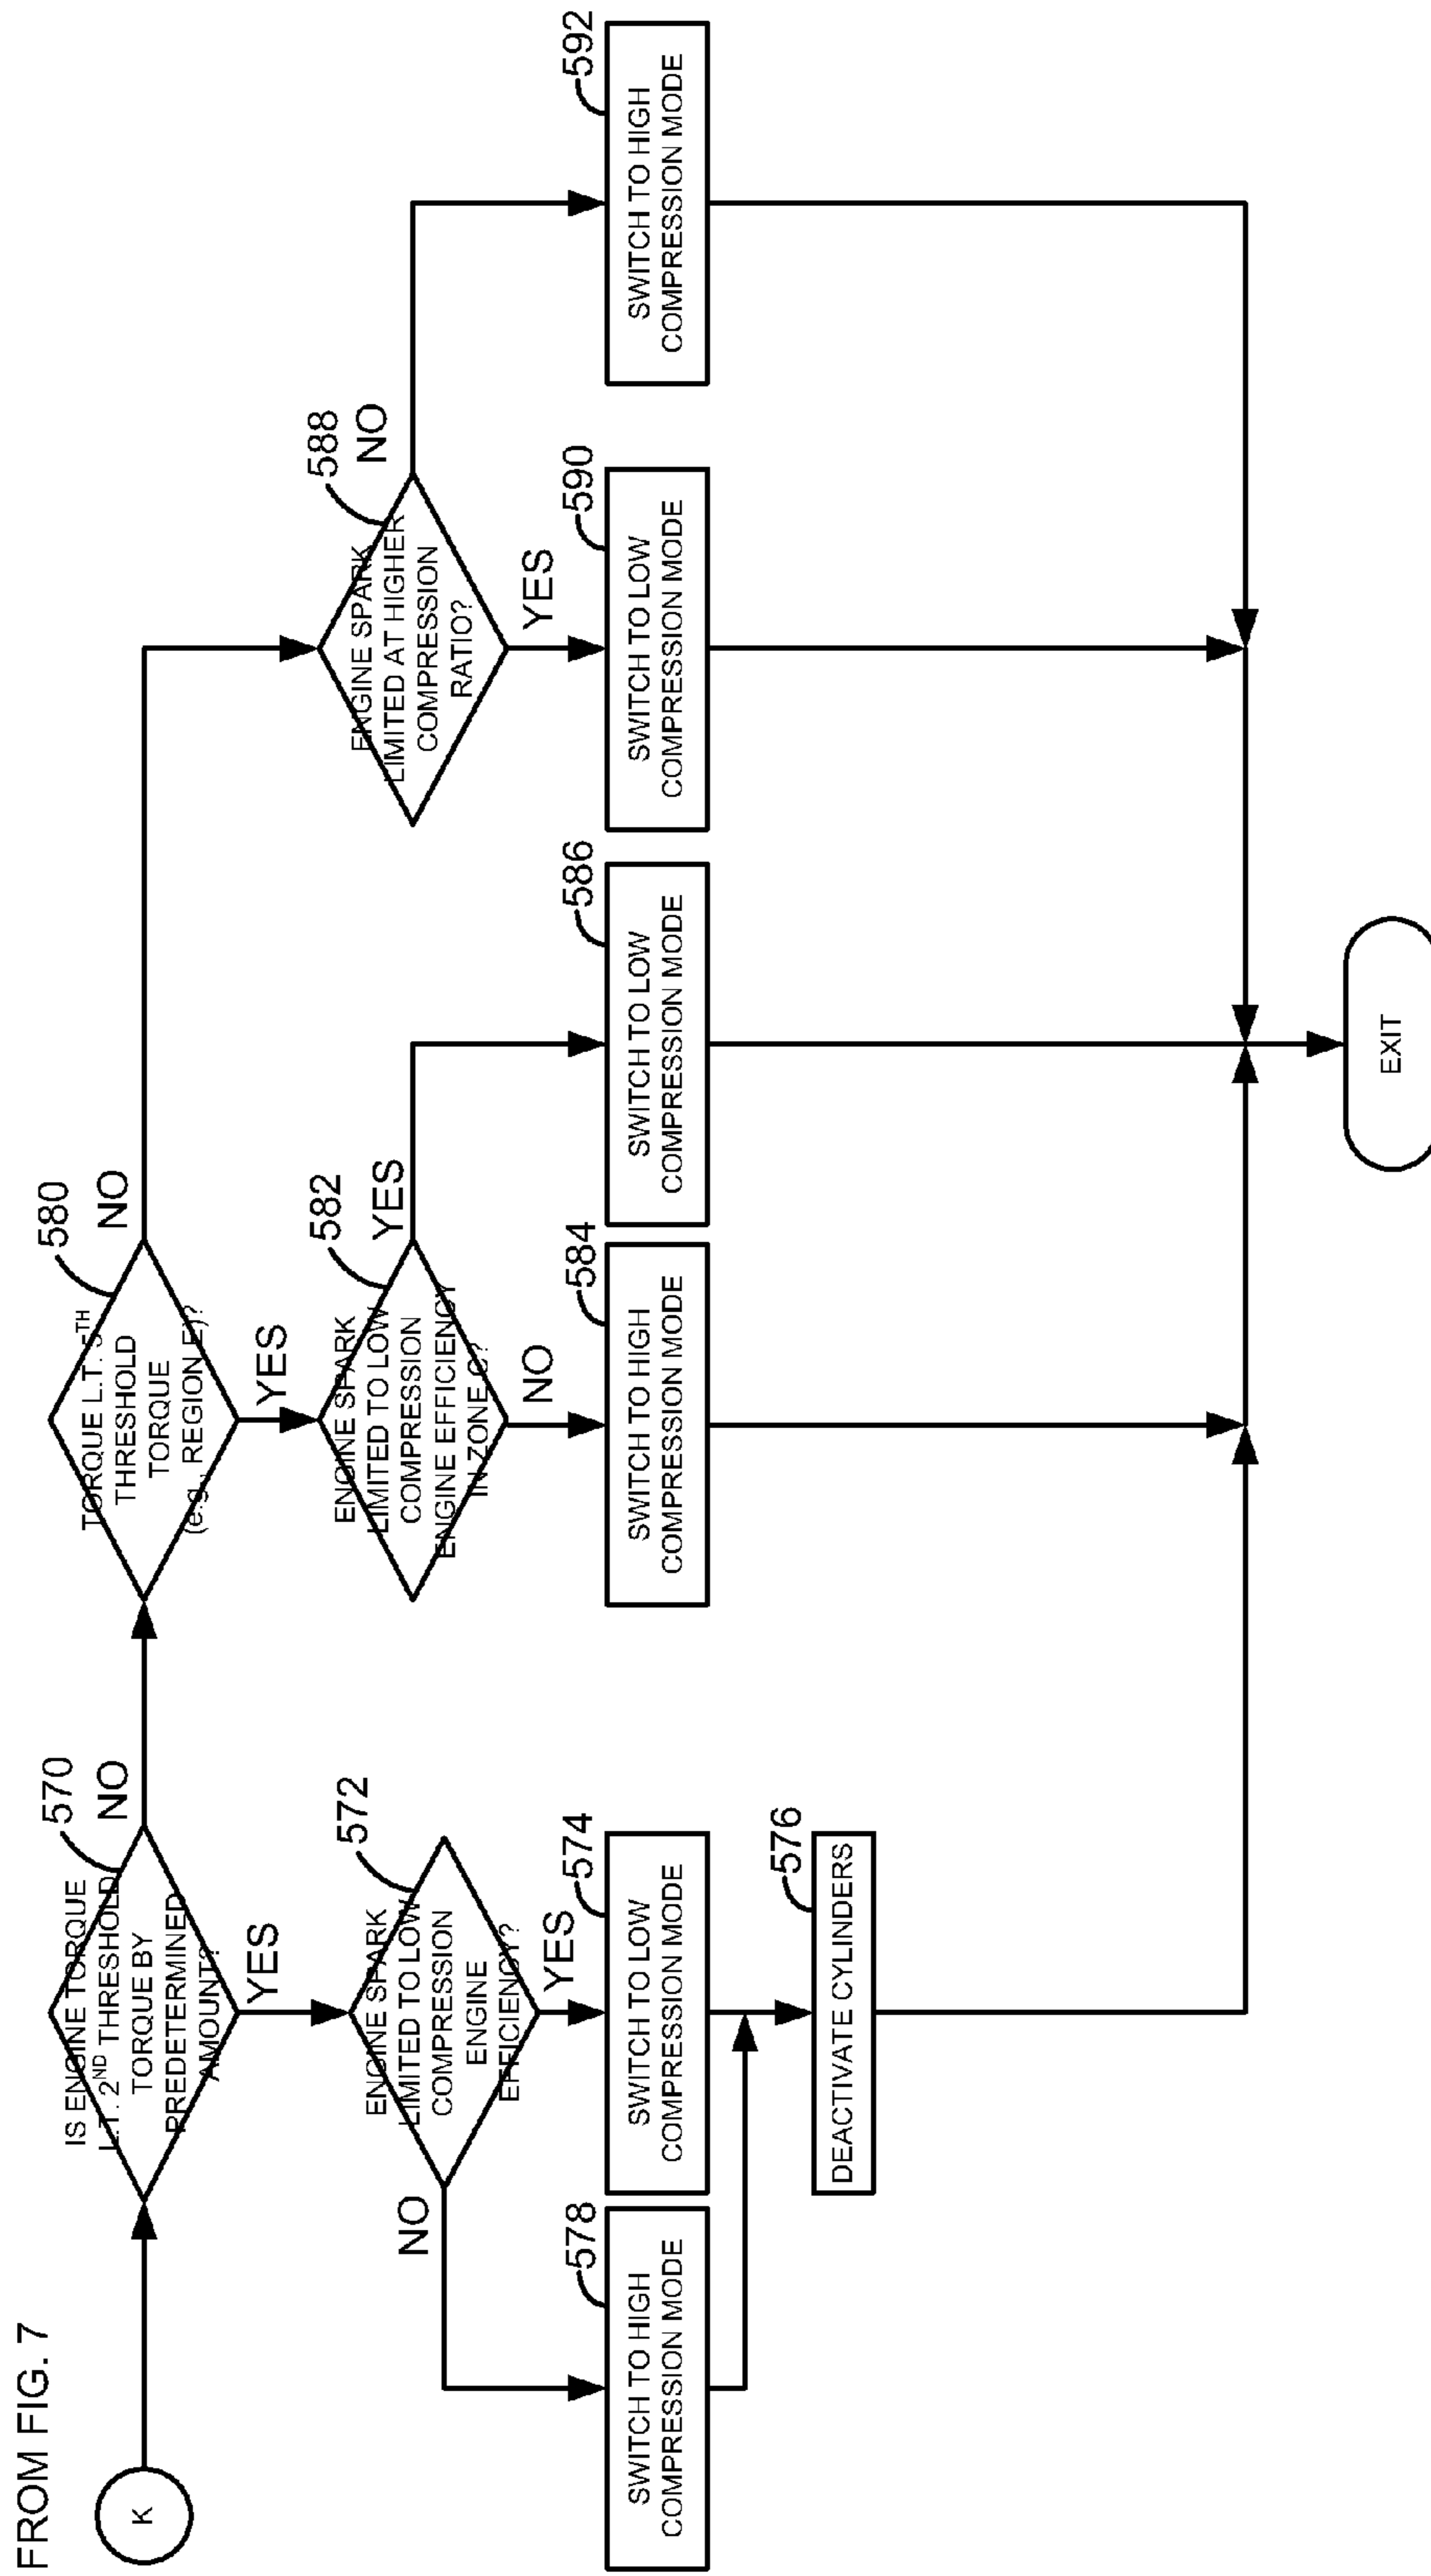 FROM FIG. 7
K
570
IS ENGINE TORQUE
L.T. 2ND THRESHOLD
TORQUE BY
PREDETERMINED
AMOUNT?
NO
YES
572
ENGINE SPARK
LIMITED TO LOW
COMPRESSION
ENGINE
EFFICIENCY?
NO
YES
578
SWITCH TO HIGH
COMPRESSION MODE
574
SWITCH TO LOW
COMPRESSION MODE
576
DEACTIVATE CYLINDERS
580
TORQUE L.T. 5TH
THRESHOLD
TORQUE
(e.g., REGION E)?
NO
YES
582
ENGINE SPARK
LIMITED TO LOW
COMPRESSION
ENGINE EFFICIENCY
IN ZONE C?
YES
NO
584
SWITCH TO HIGH
COMPRESSION MODE
586
SWITCH TO LOW
COMPRESSION MODE
588
ENGINE SPARK
LIMITED AT HIGHER
COMPRESSION
RATIO?
NO
YES
590
SWITCH TO LOW
COMPRESSION MODE
592
SWITCH TO HIGH
COMPRESSION MODE
EXIT